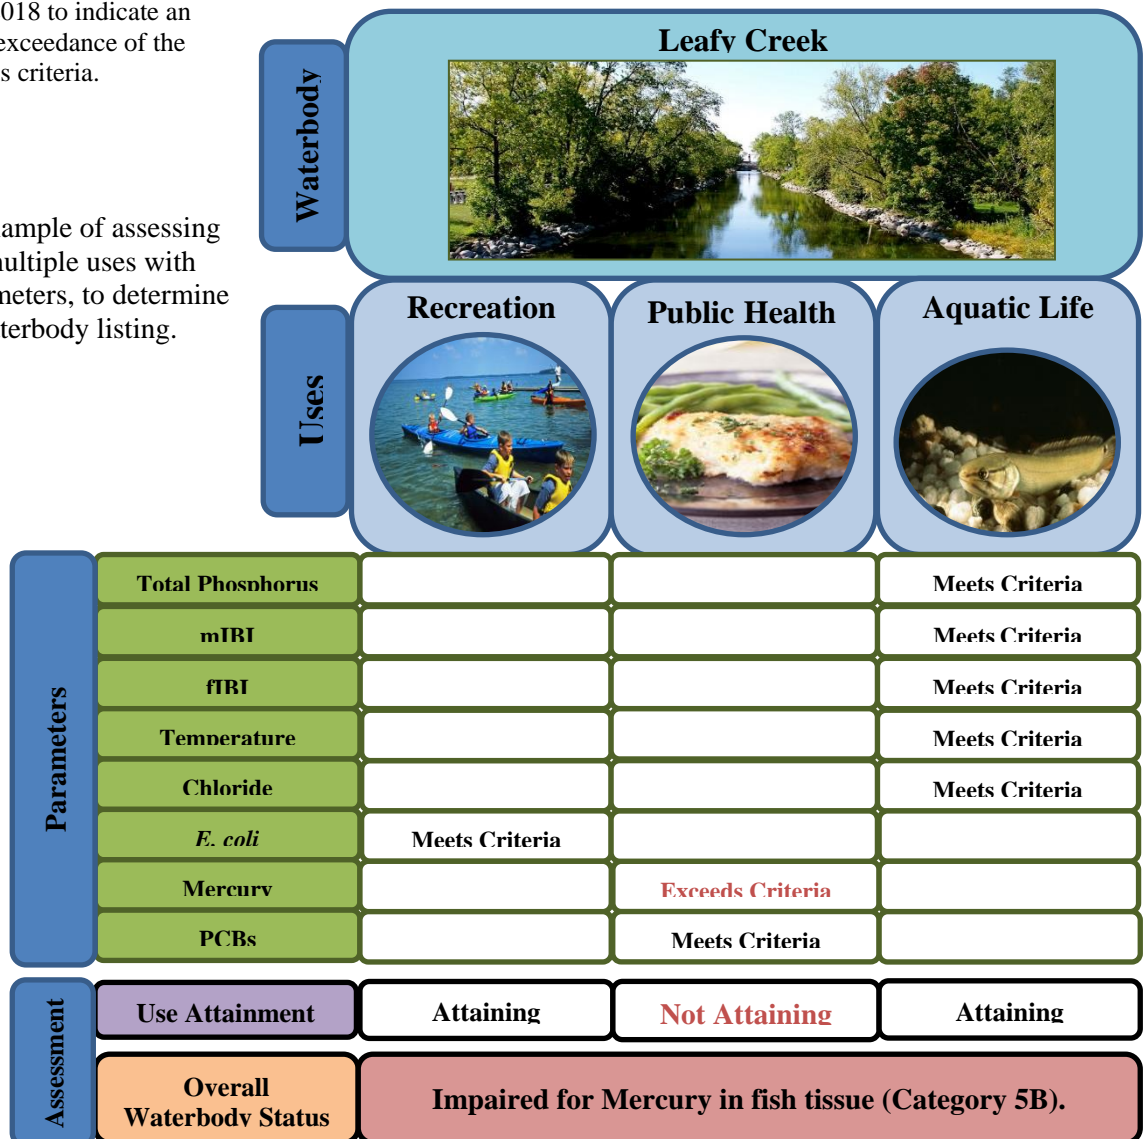 018 to indicate an
exceedance of the
s criteria.
ample of assessing
ultiple uses with
meters, to determine
terbody listing.
Waterbody
Leafy Creek
Uses
Recreation
Public Health
Aquatic Life
Parameters
Total Phosphorus Meets Criteria
mIBI Meets Criteria
fIBI Meets Criteria
Temperature Meets Criteria
Chloride Meets Criteria
E. coli Meets Criteria
Mercury Exceeds Criteria
PCBs Meets Criteria
Assessment
Use Attainment Attaining Not Attaining Attaining
Overall
Waterbody Status
Impaired for Mercury in fish tissue (Category 5B).